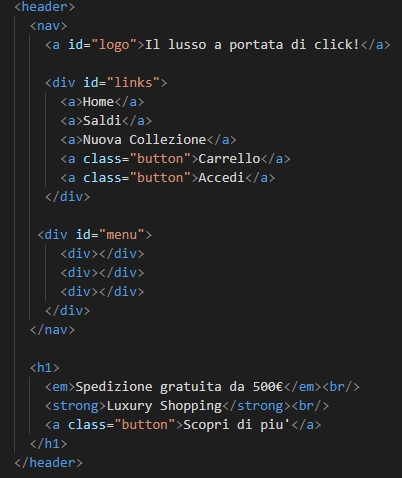 <header>
<nav>
<a id="logo">Il lusso a portata di click!</a>
<div id="links">
<a>Home</a>
<a>Saldi</a>
<a>Nuova Collezione</a>
<a class="button">Carrello</a>
<a class="button">Accedi</a>
</div>
<div id="menu">
<div></div>
<div></div>
<div></div>
</div>
</nav>
<h1>
<em>Spedizione gratuita da 500€</em><br/>
<strong>Luxury Shopping</strong><br/>
<a class="button">Scopri di piu'</a>
</h1>
</header>